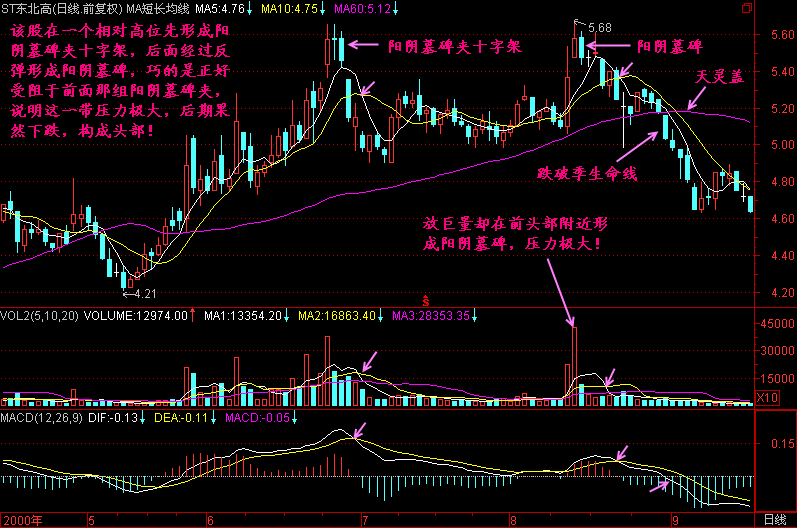 ST东北高(日线.前复权) MA短长均线 MA5:4.76↓ MA10:4.75↓ MA60:5.12↓
该股在一个相对高位先形成阳
阴墓碑夹十字架，后面经过反
弹形成阳阴墓碑，巧的是正好
受阻于前面那组阳阴墓碑夹，
说明这一带压力极大，后期果
然下跌，构成头部！
阳阴墓碑夹十字架
5.68
阳阴墓碑
天灵盖
跌破季生命线
放巨量却在前头部附近形
成阳阴墓碑，压力极大！
4.21
S
5.60
5.40
5.20
5.00
4.80
4.60
4.40
4.20
VOL2(5,10,20) VOLUME:12974.00↑ MA1:13354.20↓ MA2:16863.40↓ MA3:28353.35↓
45000
30000
15000
X10
MACD(12,26,9) DIF:-0.13↓ DEA:-0.11↓ MACD:-0.05↓
0.15
0.00
2000年 5 6 7 8 9 日线